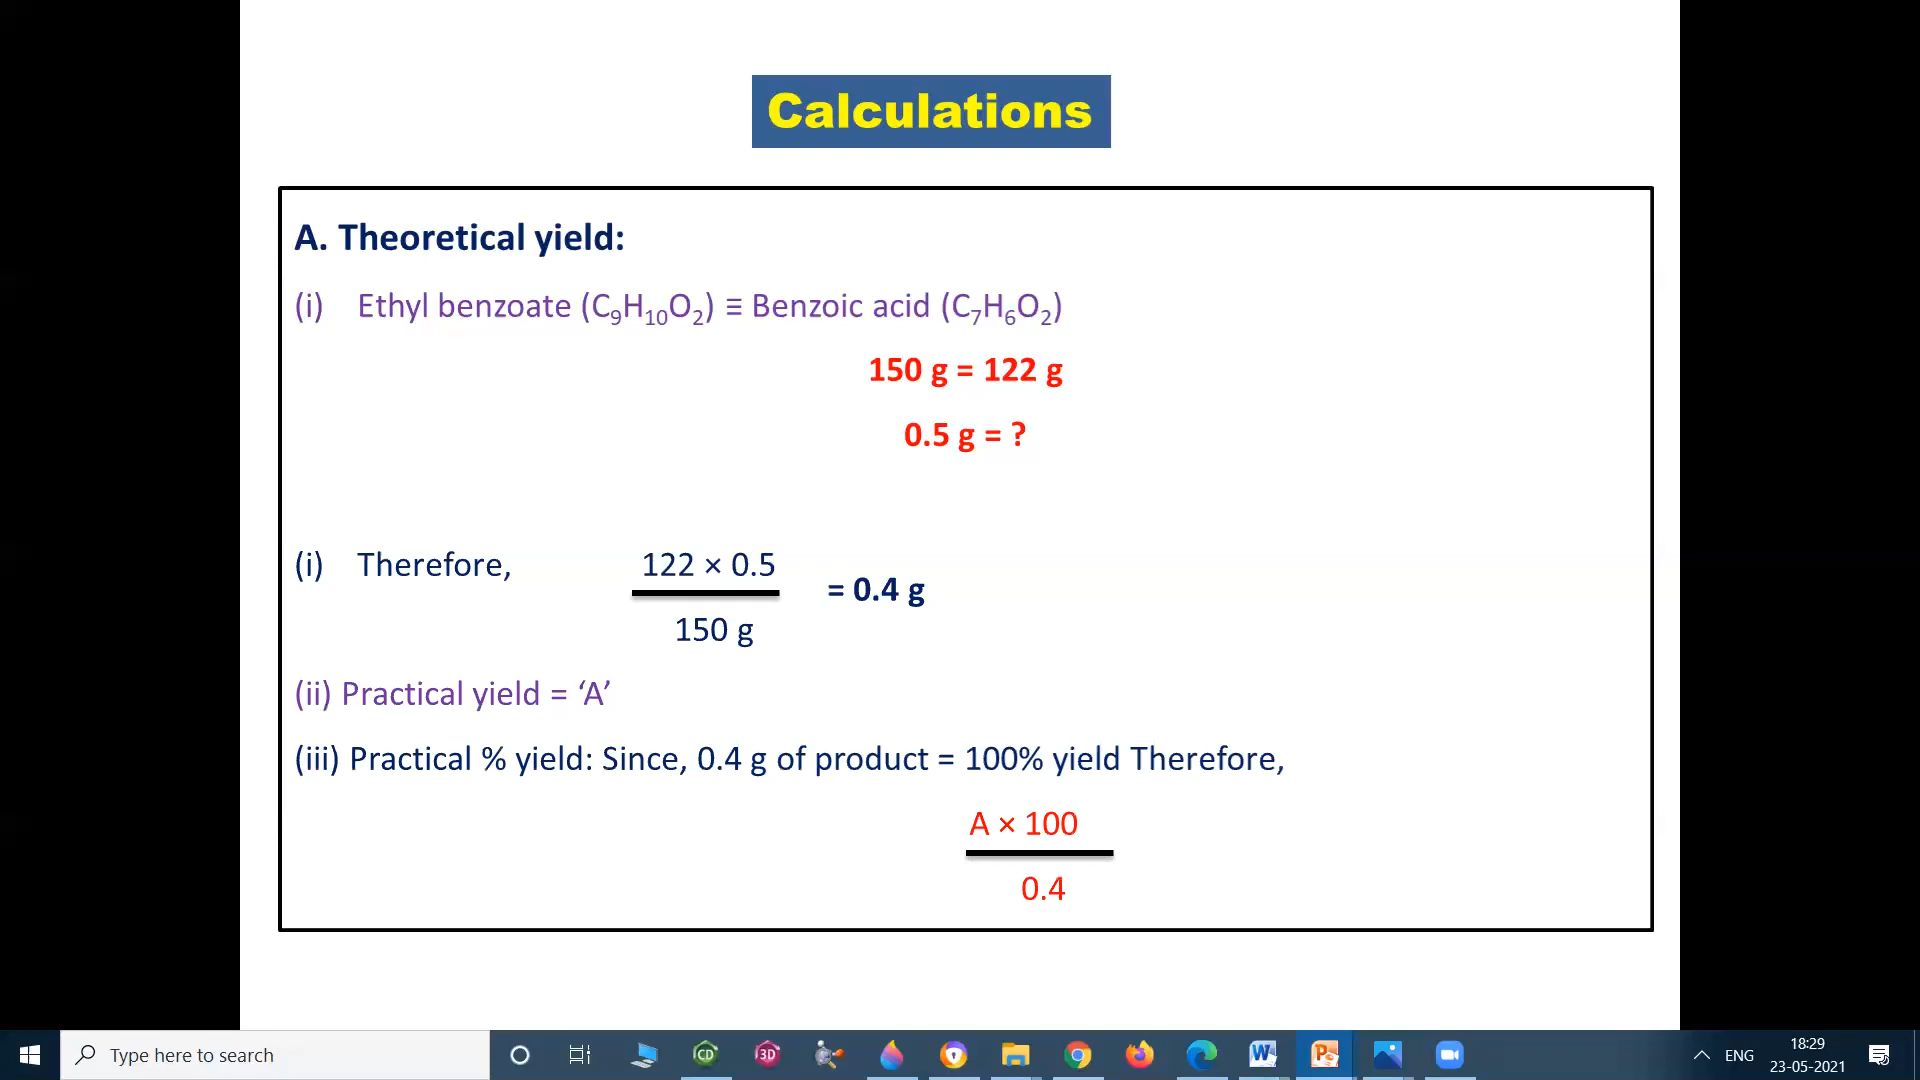 Calculations
A. Theoretical yield:
(i) Ethyl benzoate (C₉H₁₀O₂) ≡ Benzoic acid (C₇H₆O₂)
150 g = 122 g
0.5 g = ?
(i) Therefore,
122 × 0.5
= 0.4 g
150 g
(ii) Practical yield = ‘A’
(iii) Practical % yield: Since, 0.4 g of product = 100% yield Therefore,
A × 100
0.4
Type here to search
CD
3D
W
P
ENG
18:29
23-05-2021